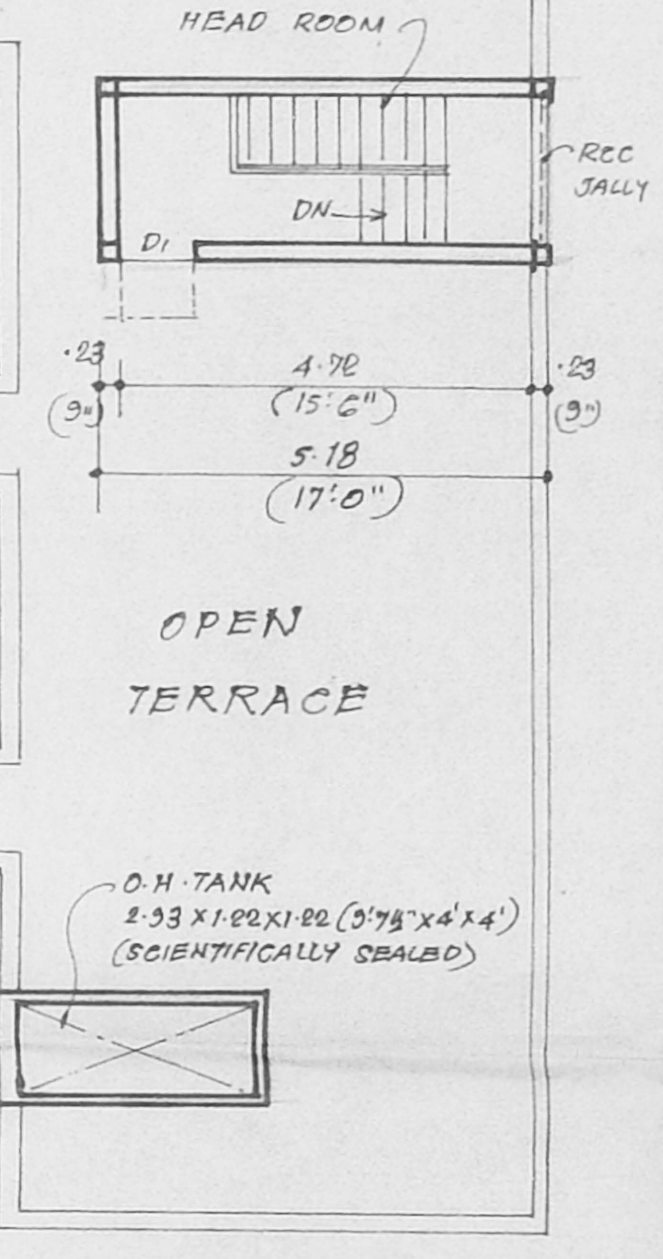 HEAD ROOM
RCC
JALLY
DN
D1
.23
4.72
.23
(9")
(15'6")
(9")
5.18
(17'0")
OPEN
TERRACE
O.H.TANK
2.93 X 1.22 X 1.22 (9'7½" X 4' X 4')
(SCIENTIFICALLY SEALED)